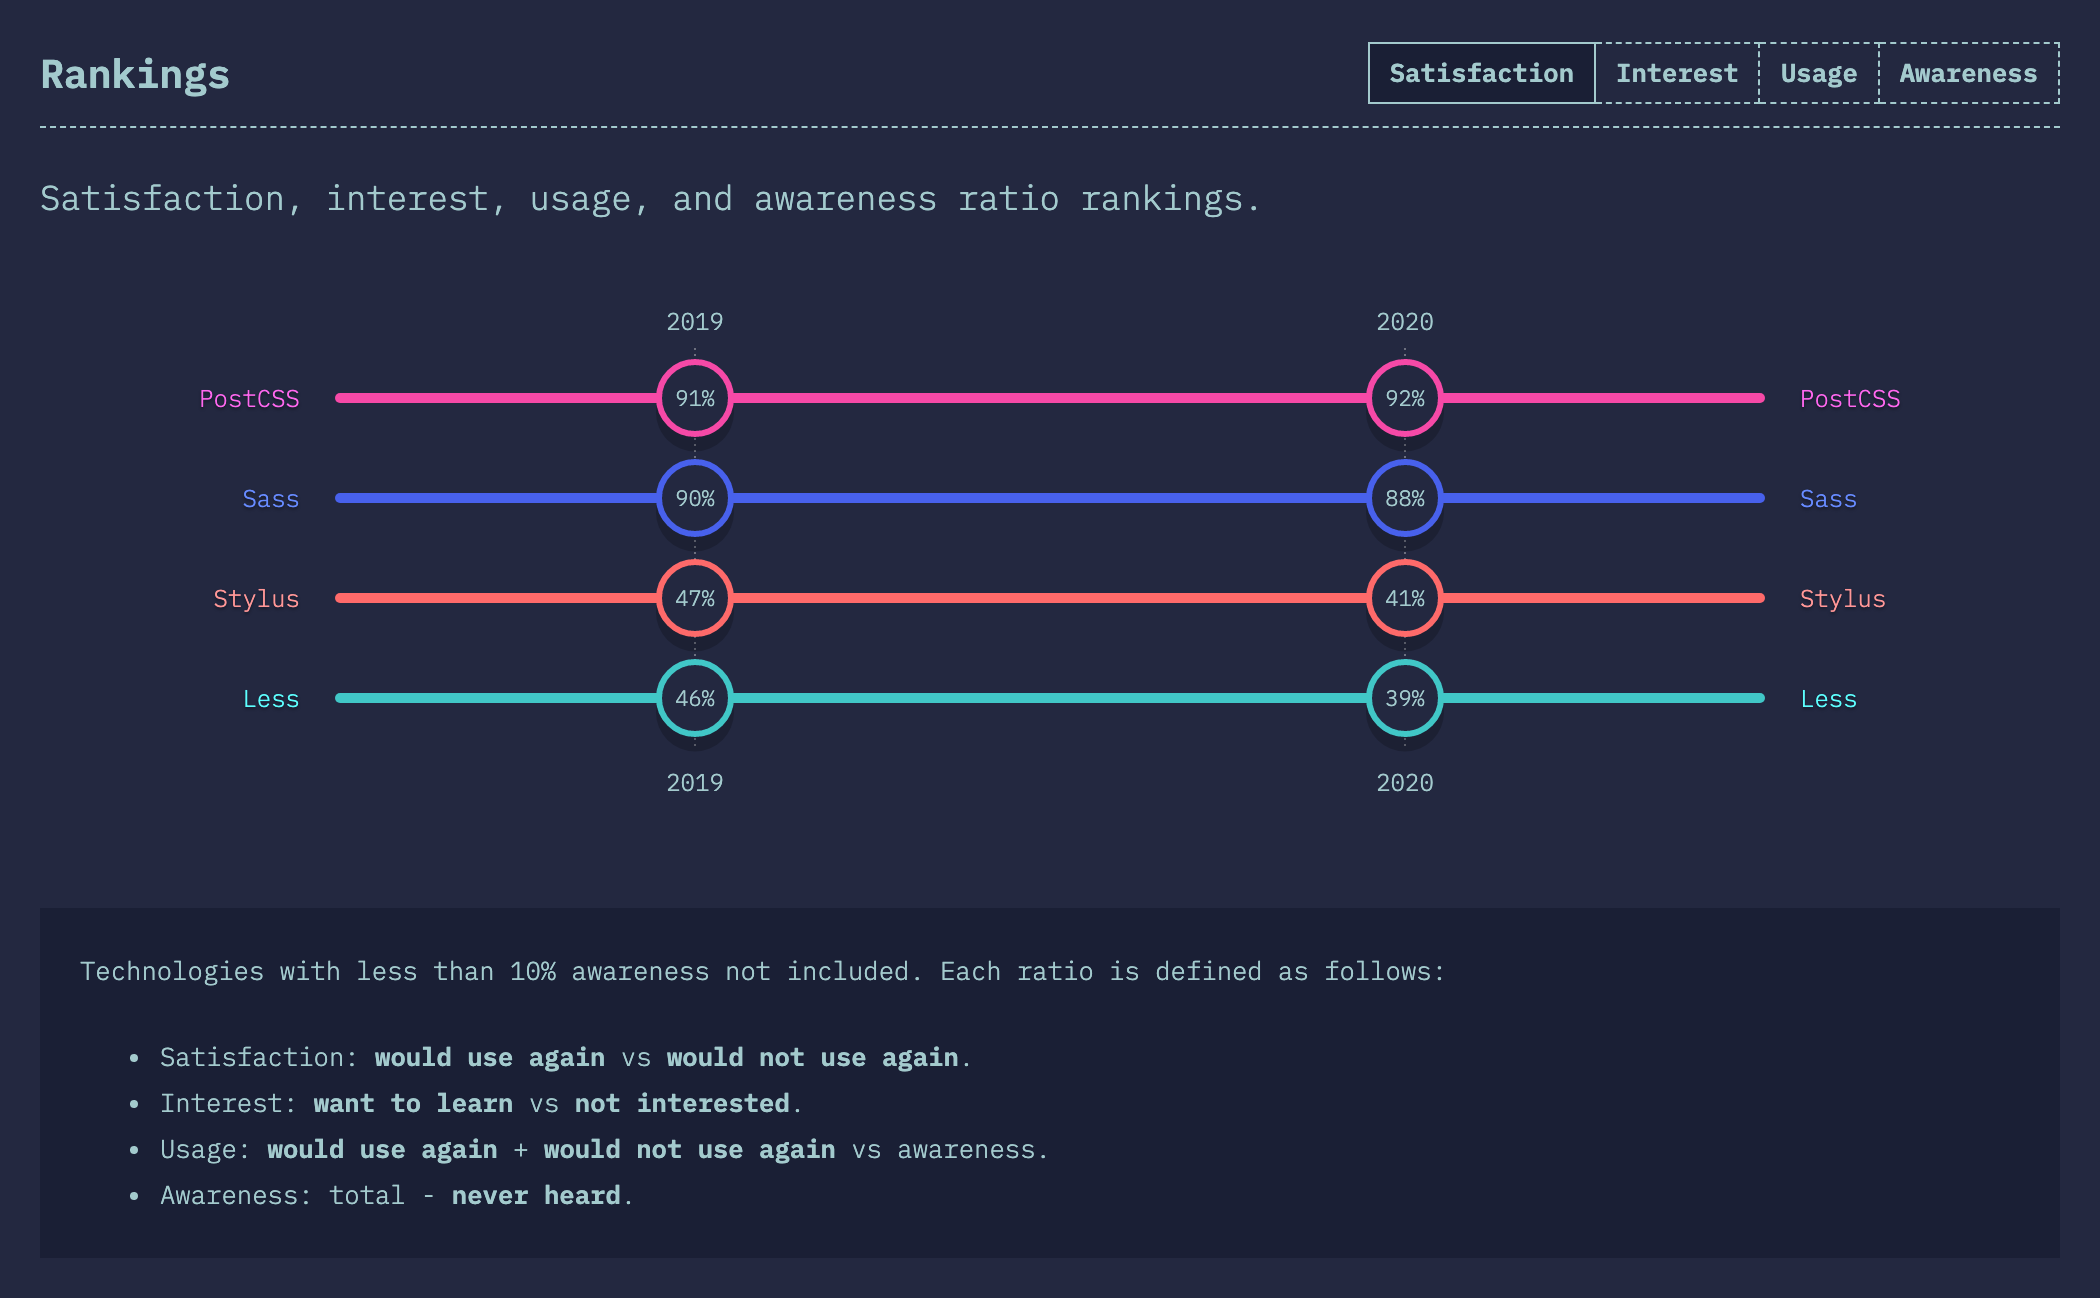 Rankings
Satisfaction Interest Usage Awareness
Satisfaction, interest, usage, and awareness ratio rankings.
2019 2020
PostCSS 91% 92% PostCSS
Sass 90% 88% Sass
Stylus 47% 41% Stylus
Less 46% 39% Less
2019 2020
Technologies with less than 10% awareness not included. Each ratio is defined as follows:
• Satisfaction: would use again vs would not use again.
• Interest: want to learn vs not interested.
• Usage: would use again + would not use again vs awareness.
• Awareness: total - never heard.